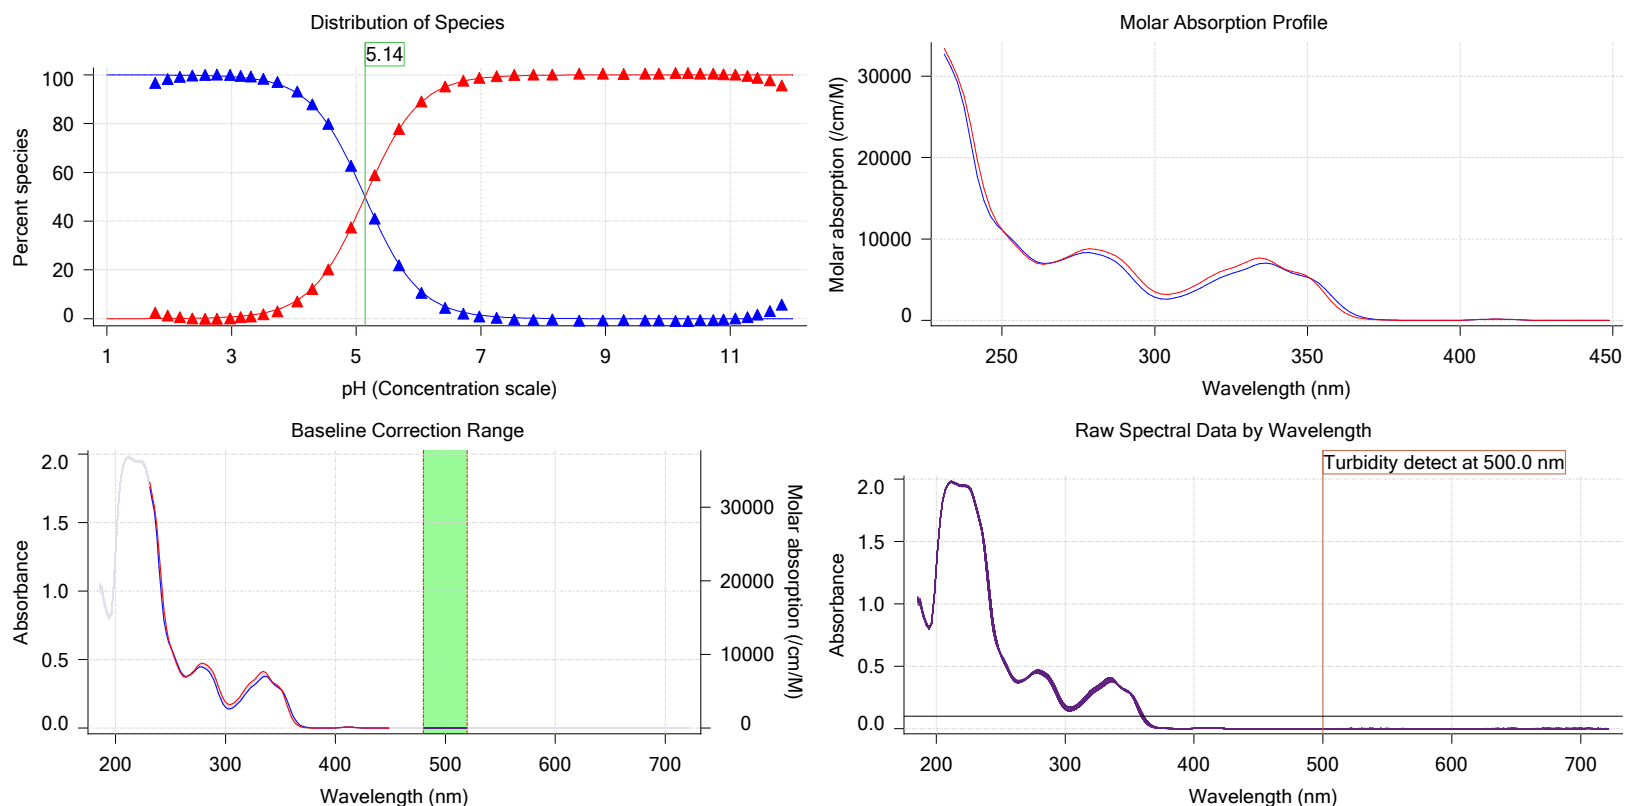 Distribution of Species
5.14
Percent species
100
80
60
40
20
0
1 3 5 7 9 11
pH (Concentration scale)
Molar Absorption Profile
Molar absorption (/cm/M)
30000
20000
10000
0
250 300 350 400 450
Wavelength (nm)
Baseline Correction Range
Absorbance
2.0
1.5
1.0
0.5
0.0
Molar absorption (/cm/M)
30000
20000
10000
0
200 300 400 500 600 700
Wavelength (nm)
Raw Spectral Data by Wavelength
Turbidity detect at 500.0 nm
Absorbance
2.0
1.5
1.0
0.5
0.0
200 300 400 500 600 700
Wavelength (nm)